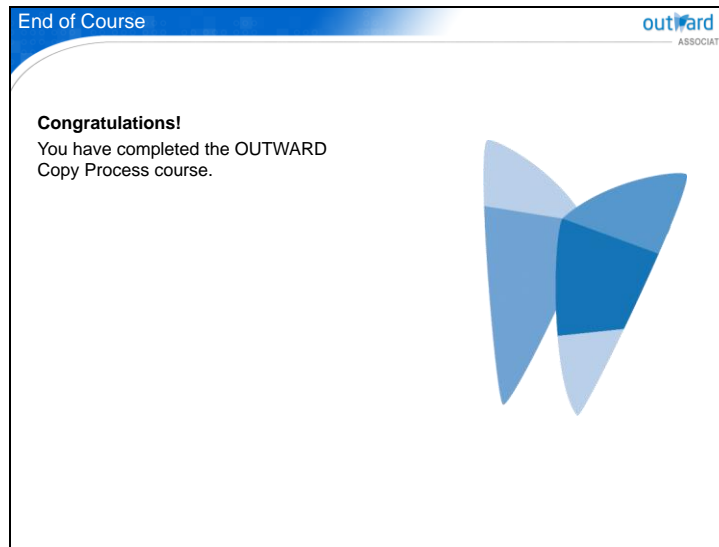 End of Course
outward
ASSOCIAT
Congratulations!
You have completed the OUTWARD
Copy Process course.